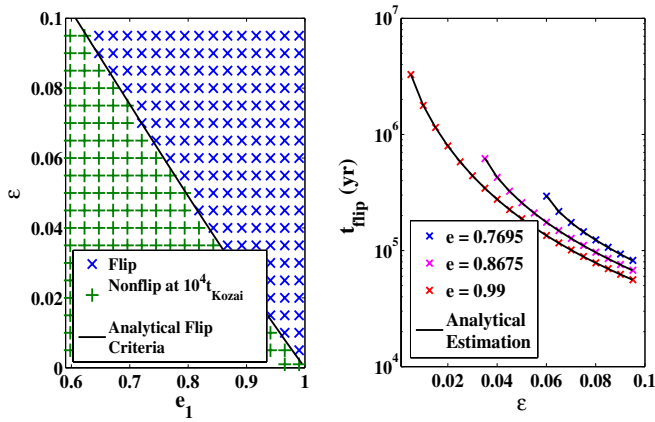 0.1
0.08
0.06
0.04
0.02
0
ε
× Flip
+ Nonflip at 10⁴t_Kozai
Analytical Flip
Criteria
0.6 0.7 0.8 0.9 1
e₁
10⁷
10⁶
10⁵
10⁴
t_flip (yr)
× e = 0.7695
× e = 0.8675
× e = 0.99
Analytical
Estimation
0.02 0.04 0.06 0.08 0.1
ε